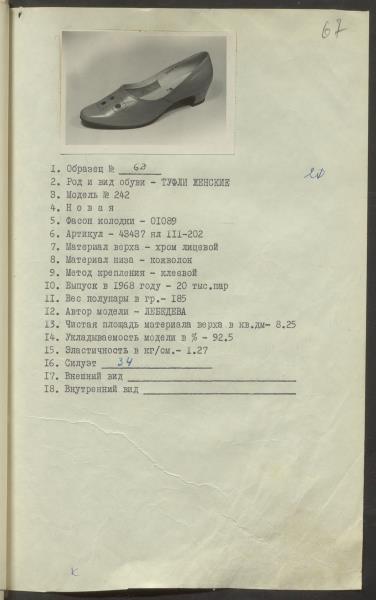 67
1. Образец № 62
2. Род и вид обуви - ТУФЛИ ЖЕНСКИЕ
3. Модель № 242
4. Н о в а я
5. Фасон колодки - 01089
6. Артикул - 43437 ял III-202
7. Материал верха - хром лицевой
8. Материал низа - кожволон
9. Метод крепления - клеевой
10. Выпуск в 1968 году - 20 тыс.пар
11. Вес полупары в гр.- 185
12. Автор модели - ЛЕБЕДЕВА
13. Чистая площадь материала верха в кв.дм- 8.25
14. Укладываемость модели в % - 92.5
15. Эластичность в кг/см.- 1.27
16. Силуэт 34
17. Внешний вид
18. Внутренний вид
к